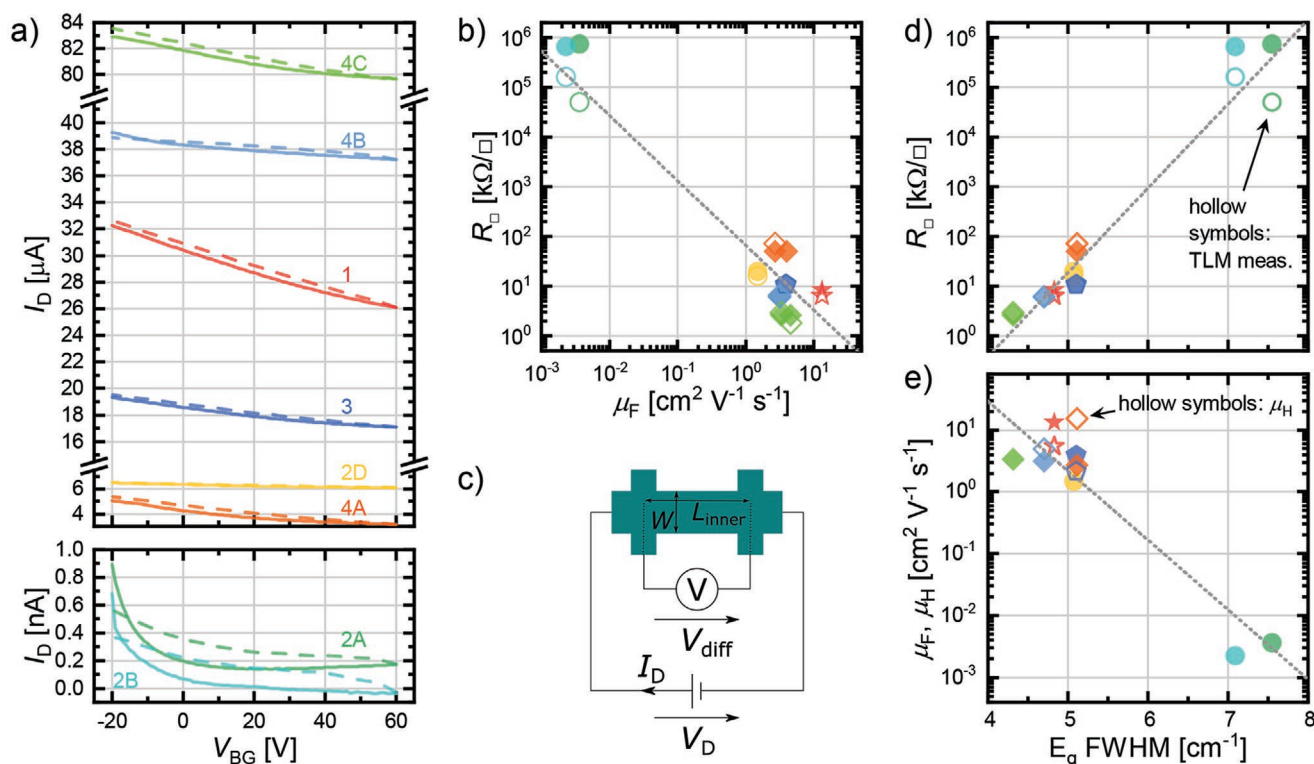 a)
84
82
80
40
38
36
34
32
30
28
26
20
18
16
6
4
I_D [µA]
4C
4B
1
3
2D
4A
1.0
0.8
0.6
0.4
0.2
0.0
I_D [nA]
2A
2B
-20 0 20 40 60
V_BG [V]
b)
10^6
10^5
10^4
10^3
10^2
10^1
10^0
R_□ [kΩ/□]
10^-3 10^-2 10^-1 10^0 10^1
µ_F [cm^2 V^-1 s^-1]
c)
W
L_inner
V
V_diff
I_D
V_D
d)
10^6
10^5
10^4
10^3
10^2
10^1
10^0
R_□ [kΩ/□]
hollow
symbols:
TLM meas.
e)
hollow symbols: µ_H
10^1
10^0
10^-1
10^-2
10^-3
µ_F, µ_H [cm^2 V^-1 s^-1]
4 5 6 7 8
E_g FWHM [cm^-1]